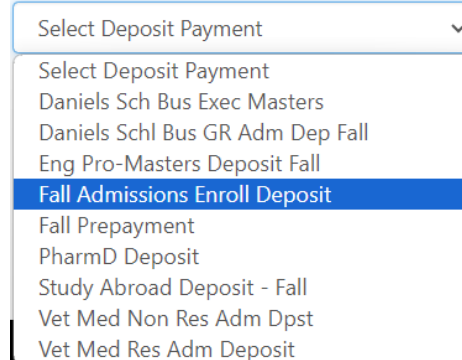 Select Deposit Payment
Select Deposit Payment
Daniels Sch Bus Exec Masters
Daniels Schl Bus GR Adm Dep Fall
Eng Pro-Masters Deposit Fall
Fall Admissions Enroll Deposit
Fall Prepayment
PharmD Deposit
Study Abroad Deposit - Fall
Vet Med Non Res Adm Dpst
Vet Med Res Adm Deposit